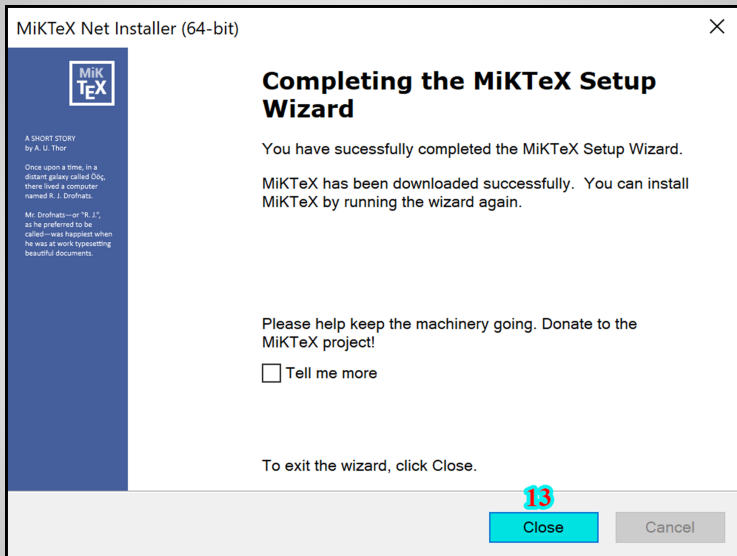 MiKTeX Net Installer (64-bit)
MiK
TEX
A SHORT STORY
by A. U. Thor
Once upon a time, in a
distant galaxy called Ööç,
there lived a computer
named R. J. Drofnats.
Mr. Drofnats—or “R. J.”,
as he preferred to be
called—was happiest when
he was at work typesetting
beautiful documents.
Completing the MiKTeX Setup
Wizard
You have sucessfully completed the MiKTeX Setup Wizard.
MiKTeX has been downloaded successfully.  You can install
MiKTeX by running the wizard again.
Please help keep the machinery going. Donate to the
MiKTeX project!
Tell me more
To exit the wizard, click Close.
13
Close
Cancel